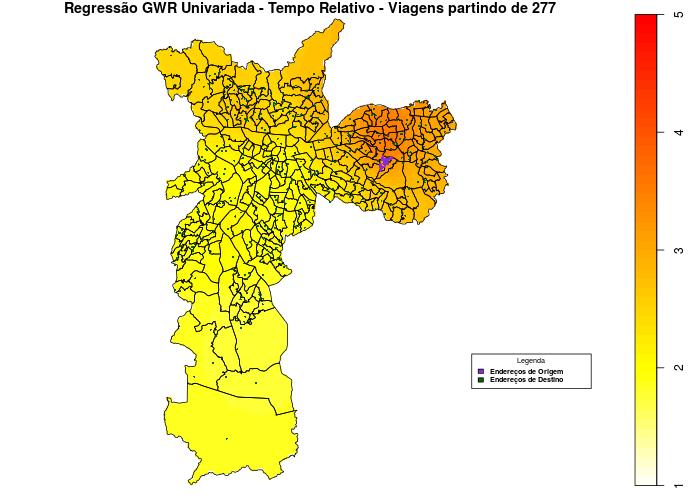 Regressão GWR Univariada - Tempo Relativo - Viagens partindo de 277
5
4
3
2
1
Legenda
Endereços de Origem
Endereços de Destino